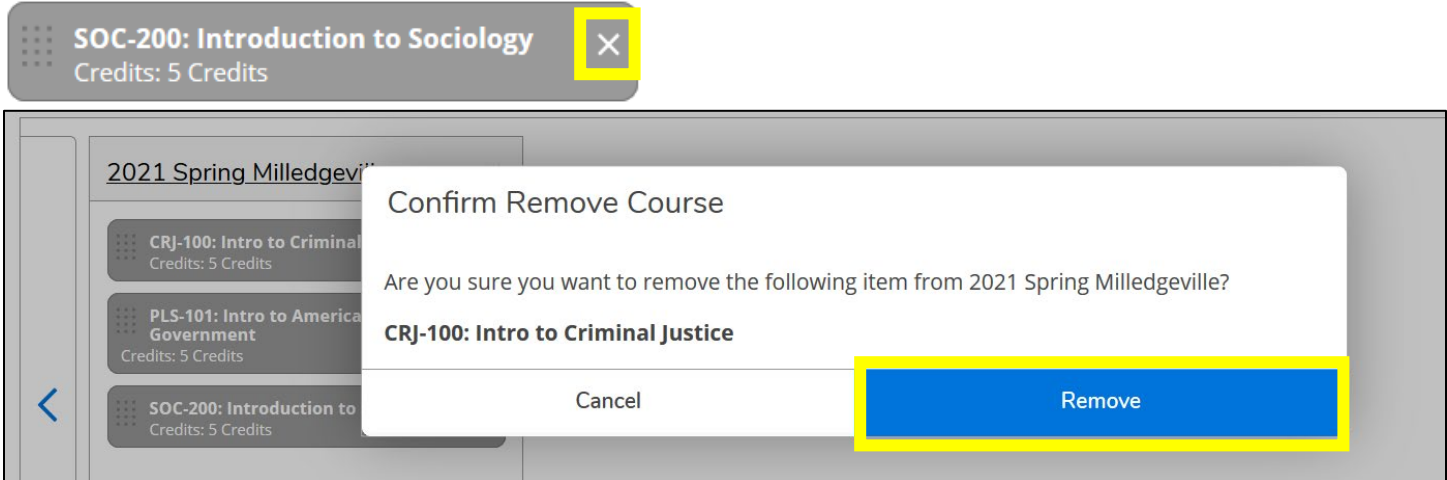 SOC-200: Introduction to Sociology
Credits: 5 Credits
2021 Spring
Confirm Remove Course
CRJ-100: Intro to Criminal
Credits: 5 Credits
Are you sure you want to remove the following item from 2021 Spring Milledgeville?
PLS-101: Intro to
Government
Credits: 5 Credits
CRJ-100: Intro to Criminal Justice
Cancel
Remove
SOC-200: Introduction to
Credits: 5 Credits